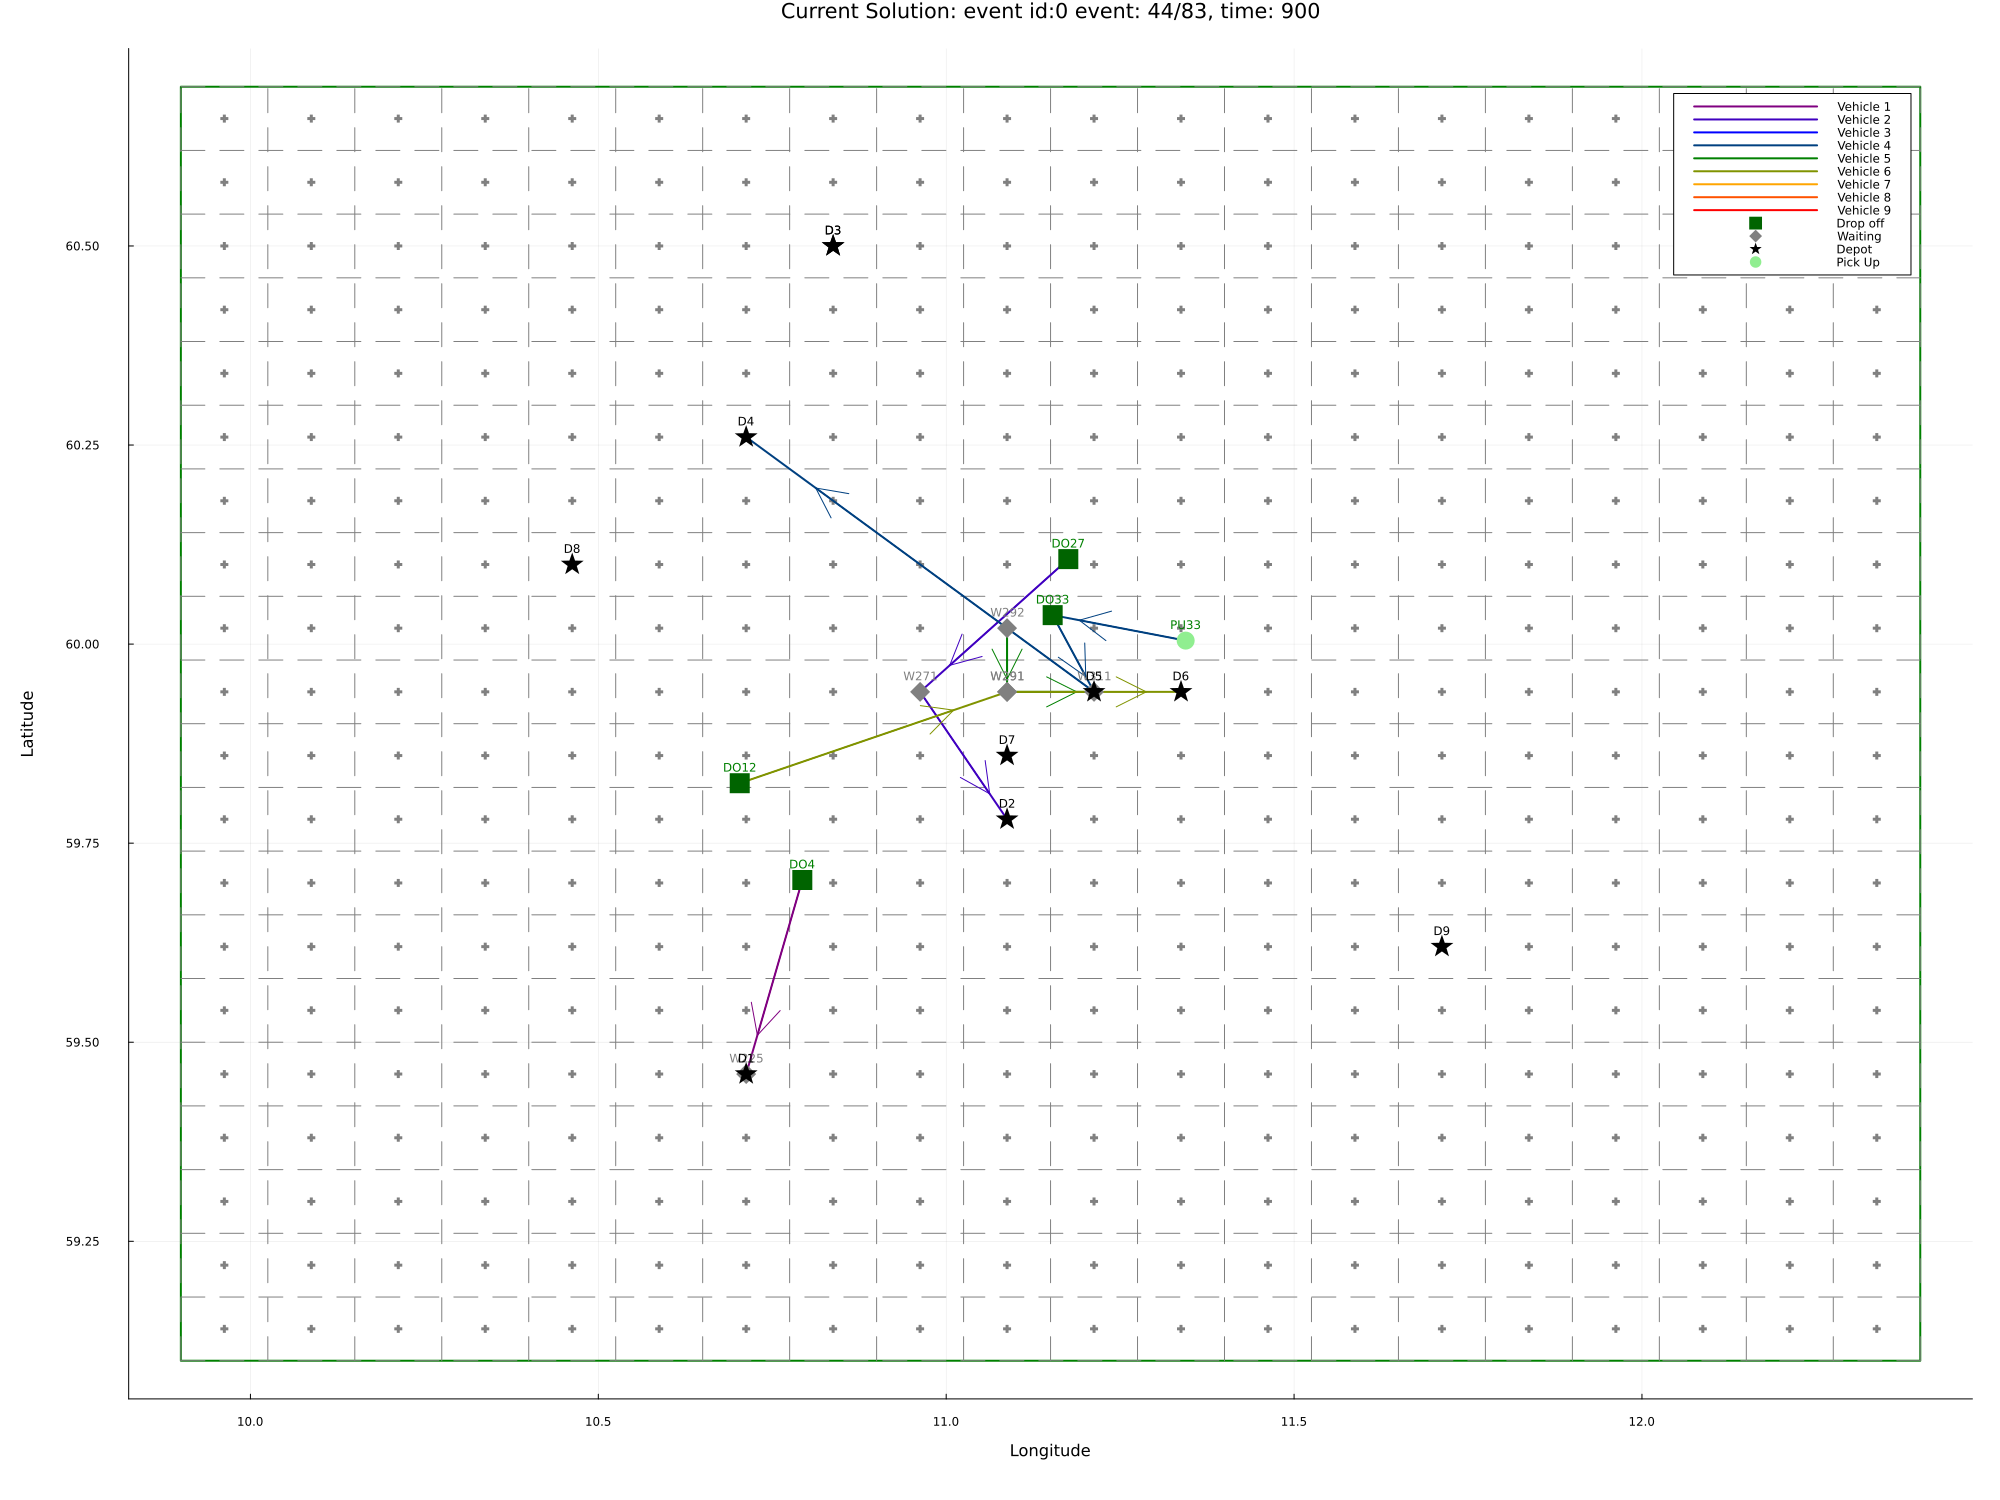 Current Solution: event id:0 event: 44/83, time: 900
Vehicle 1
Vehicle 2
Vehicle 3
Vehicle 4
Vehicle 5
Vehicle 6
Vehicle 7
Vehicle 8
Vehicle 9
Drop off
Waiting
Depot
Pick Up
D3
D4
D8
DO27
DO33
W292
PU33
W271
W291
D5
D6
D7
DO12
D2
DO4
D9
D1
60.50
60.25
60.00
59.75
59.50
59.25
Latitude
10.0
10.5
11.0
11.5
12.0
Longitude